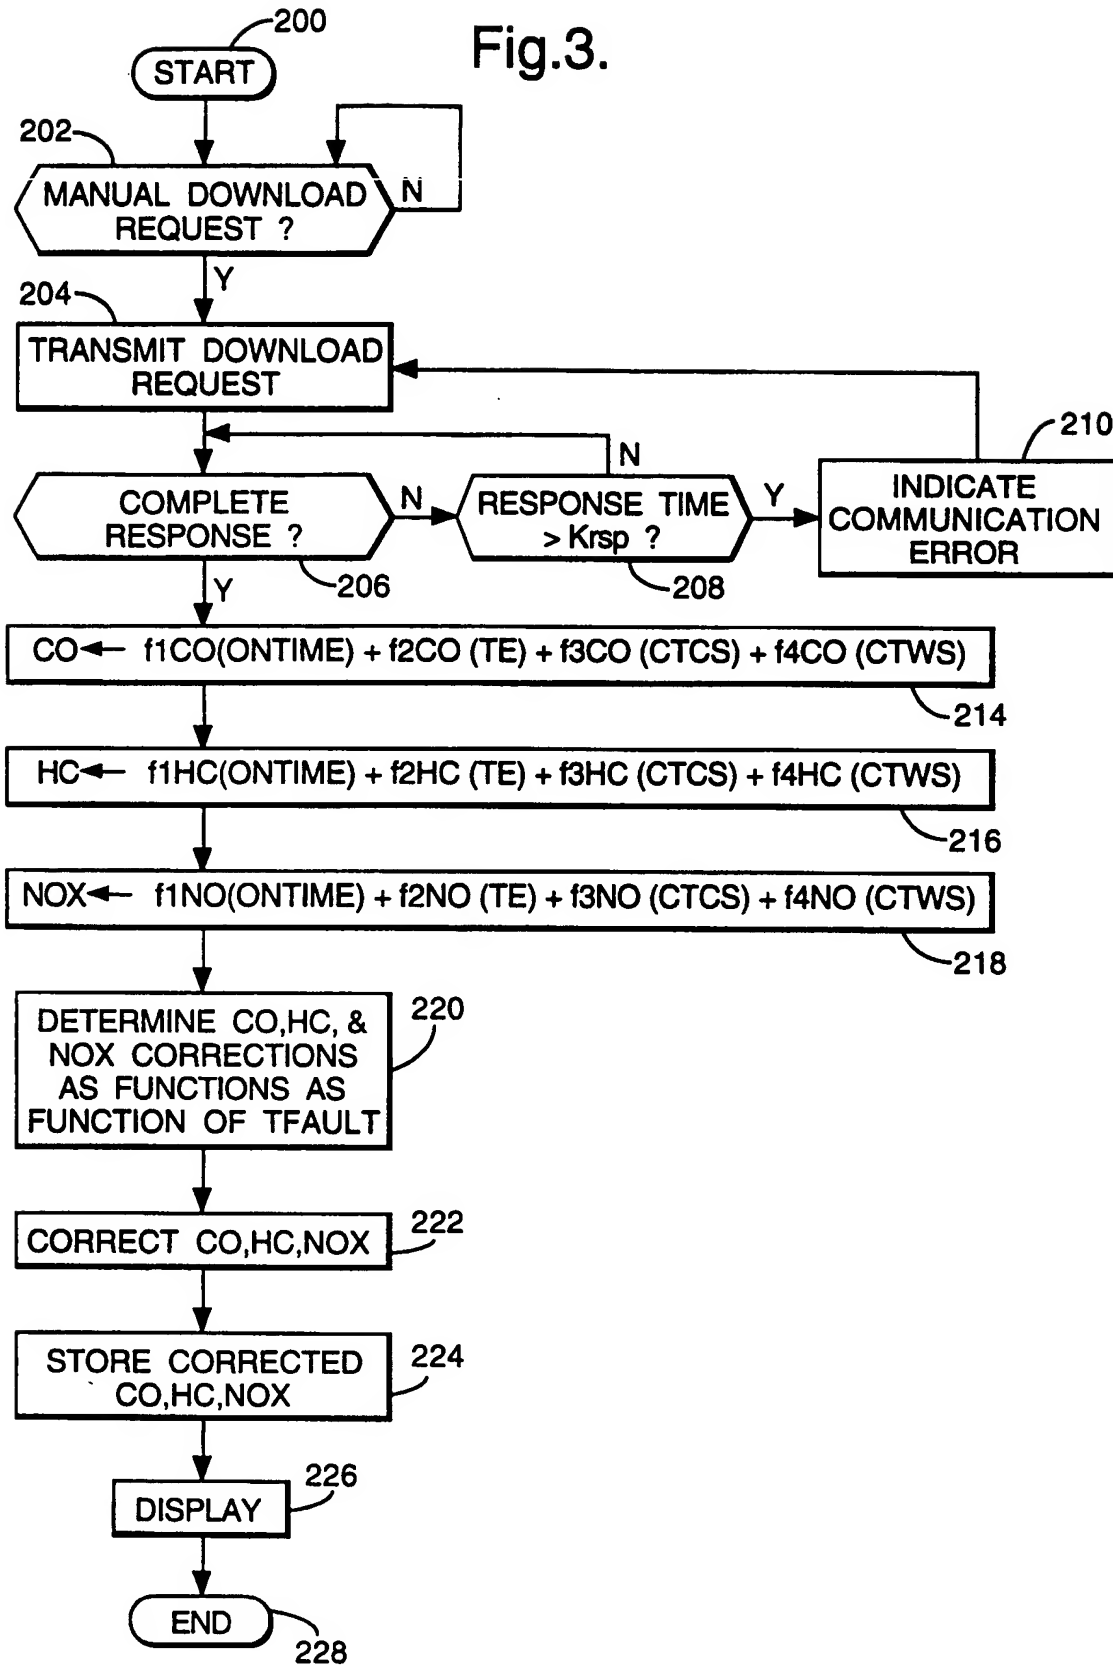 200
Fig.3.
START
202
MANUAL DOWNLOAD
REQUEST ?
N
Y
204
TRANSMIT DOWNLOAD
REQUEST
210
N
COMPLETE
RESPONSE ?
N
RESPONSE TIME
> Krsp ?
Y
INDICATE
COMMUNICATION
ERROR
206
208
Y
CO← f1CO(ONTIME) + f2CO (TE) + f3CO (CTCS) + f4CO (CTWS)
214
HC← f1HC(ONTIME) + f2HC (TE) + f3HC (CTCS) + f4HC (CTWS)
216
NOX← f1NO(ONTIME) + f2NO (TE) + f3NO (CTCS) + f4NO (CTWS)
218
220
DETERMINE CO,HC, &
NOX CORRECTIONS
AS FUNCTIONS AS
FUNCTION OF TFAULT
222
CORRECT CO,HC,NOX
224
STORE CORRECTED
CO,HC,NOX
226
DISPLAY
END
228